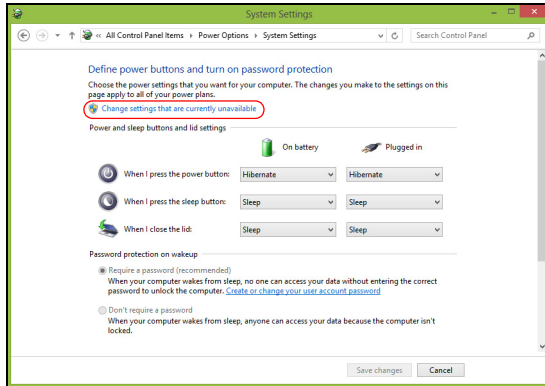 System Settings
« All Control Panel Items ▸ Power Options ▸ System Settings
Search Control Panel
Define power buttons and turn on password protection
Choose the power settings that you want for your computer. The changes you make to the settings on this
page apply to all of your power plans.
Change settings that are currently unavailable
Power and sleep buttons and lid settings
On battery Plugged in
When I press the power button: Hibernate Hibernate
When I press the sleep button: Sleep Sleep
When I close the lid: Sleep Sleep
Password protection on wakeup
Require a password (recommended)
When your computer wakes from sleep, no one can access your data without entering the correct
password to unlock the computer. Create or change your user account password
Don't require a password
When your computer wakes from sleep, anyone can access your data because the computer isn't
locked.
Save changes Cancel